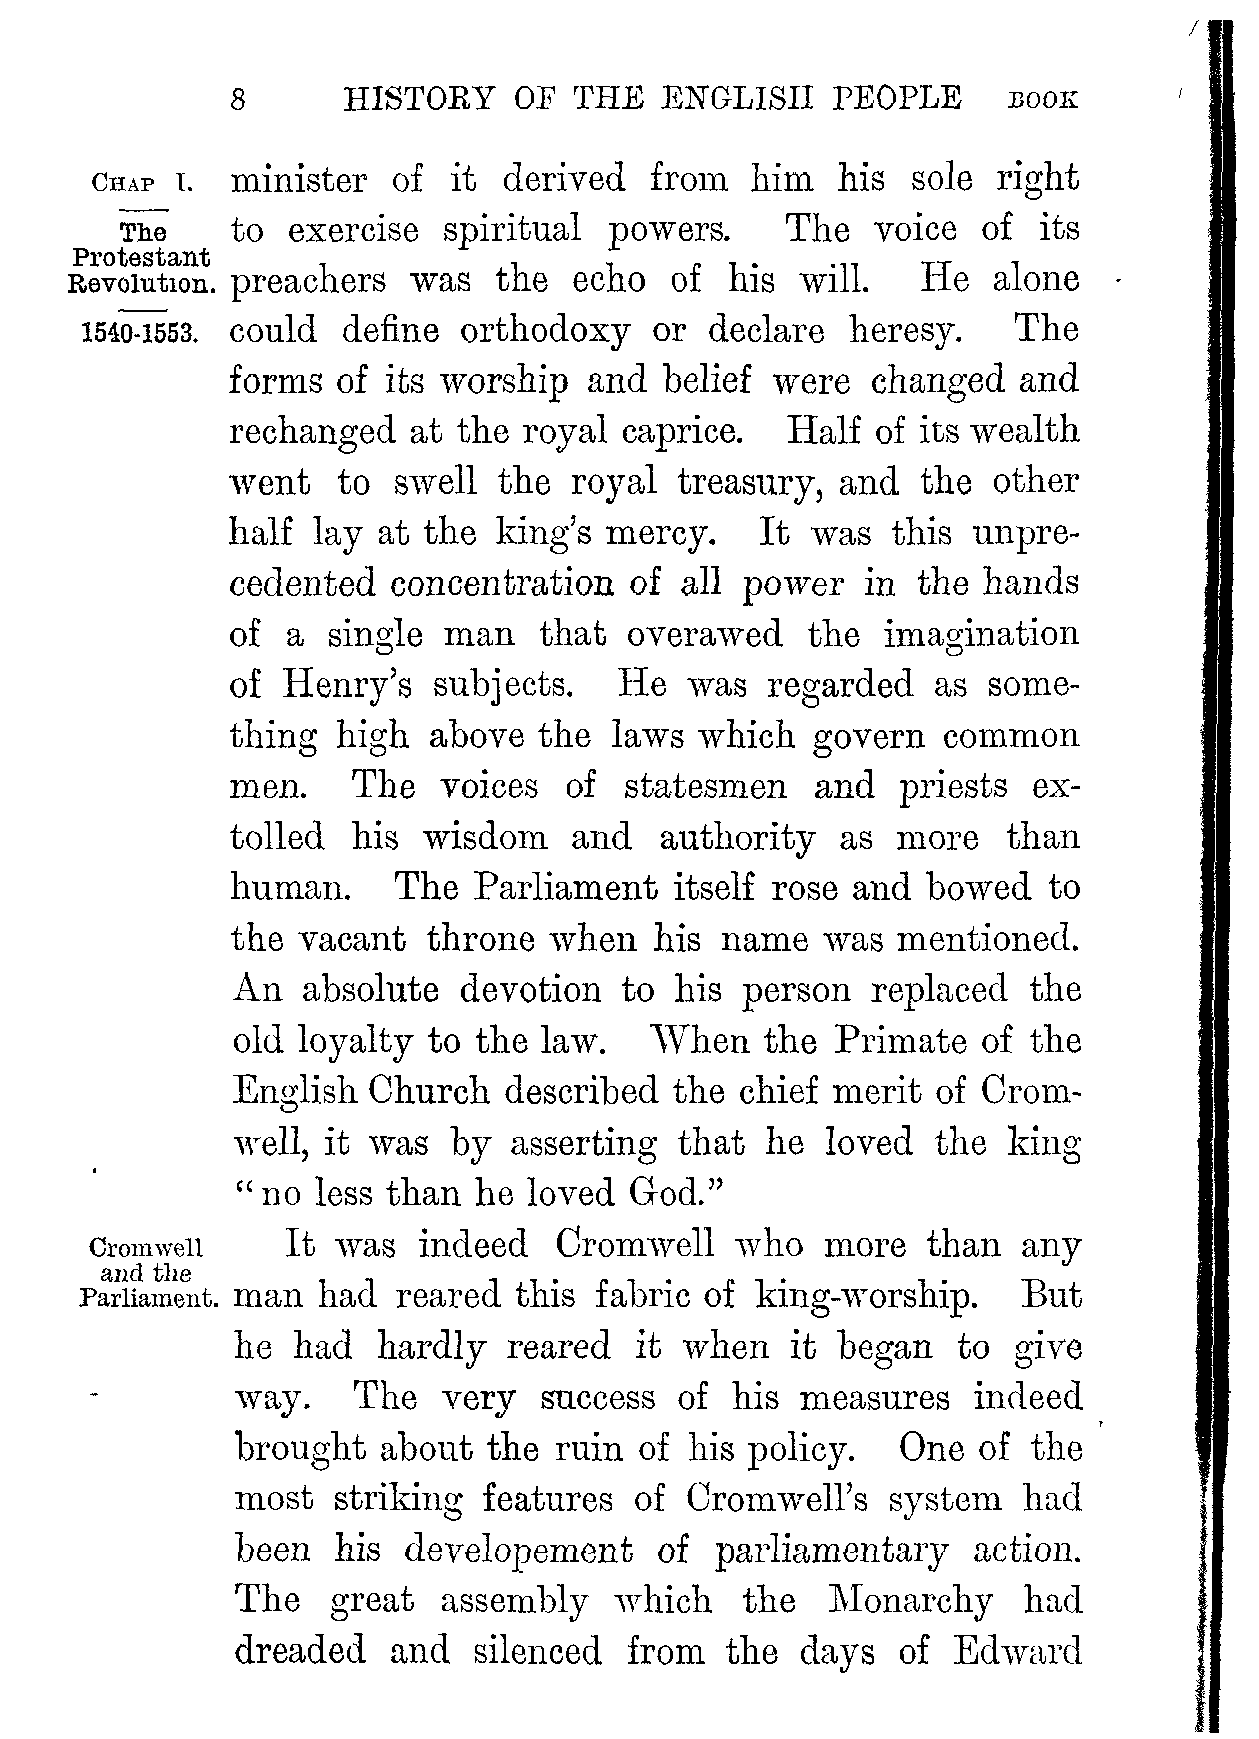 8 HISTORY OF THE ENGLISH PEOPLE BOOK
CHAP I.
The
Protestant
Revolution.
1540-1553.
minister of it derived from him his sole right
to exercise spiritual powers. The voice of its
preachers was the echo of his will. He alone
could define orthodoxy or declare heresy. The
forms of its worship and belief were changed and
rechanged at the royal caprice. Half of its wealth
went to swell the royal treasury, and the other
half lay at the king's mercy. It was this unpre-
cedented concentration of all power in the hands
of a single man that overawed the imagination
of Henry's subjects. He was regarded as some-
thing high above the laws which govern common
men. The voices of statesmen and priests ex-
tolled his wisdom and authority as more than
human. The Parliament itself rose and bowed to
the vacant throne when his name was mentioned.
An absolute devotion to his person replaced the
old loyalty to the law. When the Primate of the
English Church described the chief merit of Crom-
well, it was by asserting that he loved the king
"no less than he loved God."
Cromwell
and the
Parliament.
It was indeed Cromwell who more than any
man had reared this fabric of king-worship. But
he had hardly reared it when it began to give
way. The very success of his measures indeed
brought about the ruin of his policy. One of the
most striking features of Cromwell's system had
been his developement of parliamentary action.
The great assembly which the Monarchy had
dreaded and silenced from the days of Edward